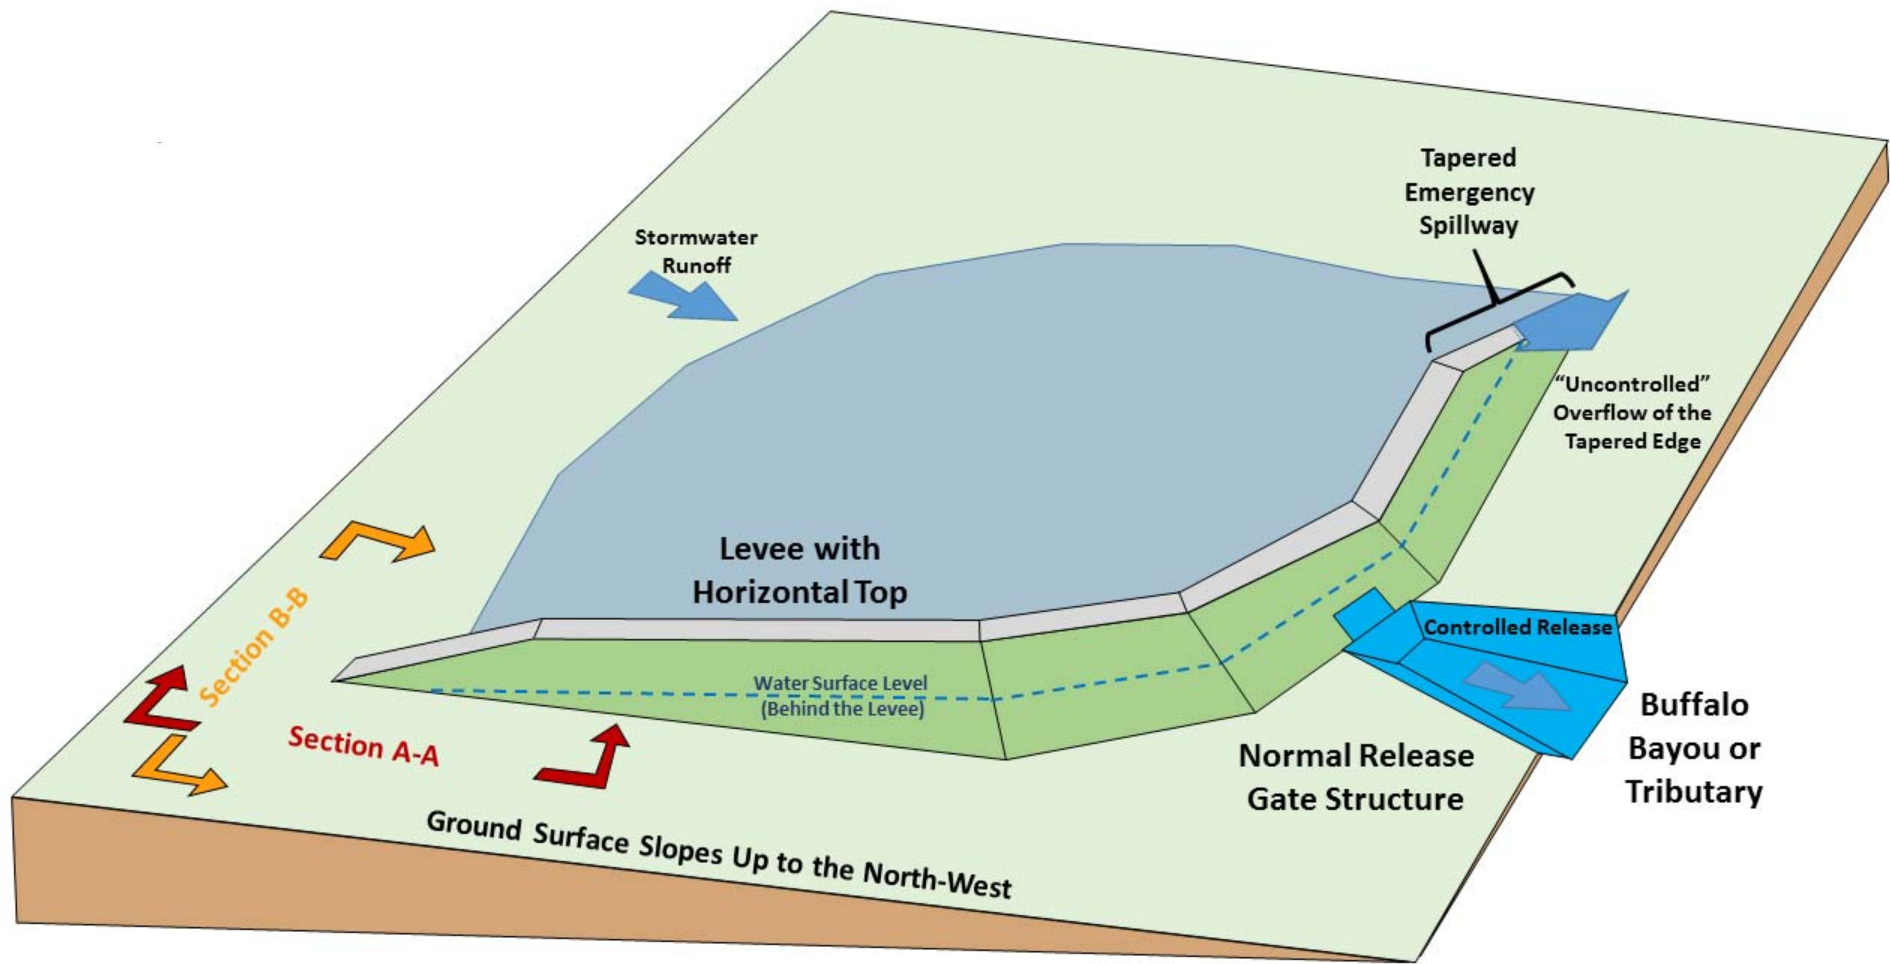 Tapered
Emergency
Spillway
Stormwater
Runoff
“Uncontrolled”
Overflow of the
Tapered Edge
Levee with
Horizontal Top
Section B-B
Controlled Release
Water Surface Level
(Behind the Levee)
Section A-A
Buffalo
Bayou or
Tributary
Normal Release
Gate Structure
Ground Surface Slopes Up to the North-West